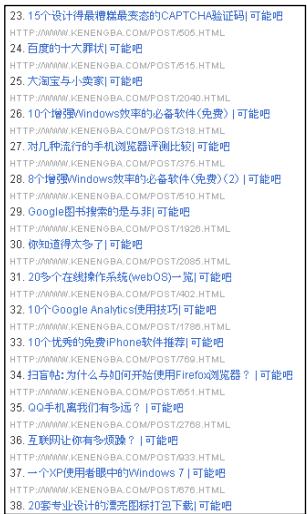 23. 15个设计得最糟糕最变态的CAPTCHA验证码| 可能吧
HTTP://WWW.KENENGBA.COM/POST/605.HTML
24. 百度的十大罪状| 可能吧
HTTP://WWW.KENENGBA.COM/POST/515.HTML
25. 大淘宝与小卖家| 可能吧
HTTP://WWW.KENENGBA.COM/POST/2040.HTML
26. 10个增强Windows效率的必备软件(免费) | 可能吧
HTTP://WWW.KENENGBA.COM/POST/318.HTML
27. 对几种流行的手机浏览器评测比较| 可能吧
HTTP://WWW.KENENGBA.COM/POST/375.HTML
28. 8个增强Windows效率的必备软件(免费) (2) | 可能吧
HTTP://WWW.KENENGBA.COM/POST/510.HTML
29. Google图书搜索的是与非| 可能吧
HTTP://WWW.KENENGBA.COM/POST/1926.HTML
30. 你知道得太多了| 可能吧
HTTP://WWW.KENENGBA.COM/POST/2085.HTML
31. 20多个在线操作系统(webOS)一览| 可能吧
HTTP://WWW.KENENGBA.COM/POST/402.HTML
32. 10个Google Analytics使用技巧| 可能吧
HTTP://WWW.KENENGBA.COM/POST/1786.HTML
33. 10个优秀的免费iPhone软件推荐| 可能吧
HTTP://WWW.KENENGBA.COM/POST/769.HTML
34. 扫盲帖: 为什么与如何开始使用Firefox浏览器？ | 可能吧
HTTP://WWW.KENENGBA.COM/POST/651.HTML
35. QQ手机离我们有多远？ | 可能吧
HTTP://WWW.KENENGBA.COM/POST/2768.HTML
36. 互联网让你有多烦躁？ | 可能吧
HTTP://WWW.KENENGBA.COM/POST/933.HTML
37. 一个XP使用者眼中的Windows 7 | 可能吧
HTTP://WWW.KENENGBA.COM/POST/676.HTML
38. 20套专业设计的漂亮图标打包下载| 可能吧